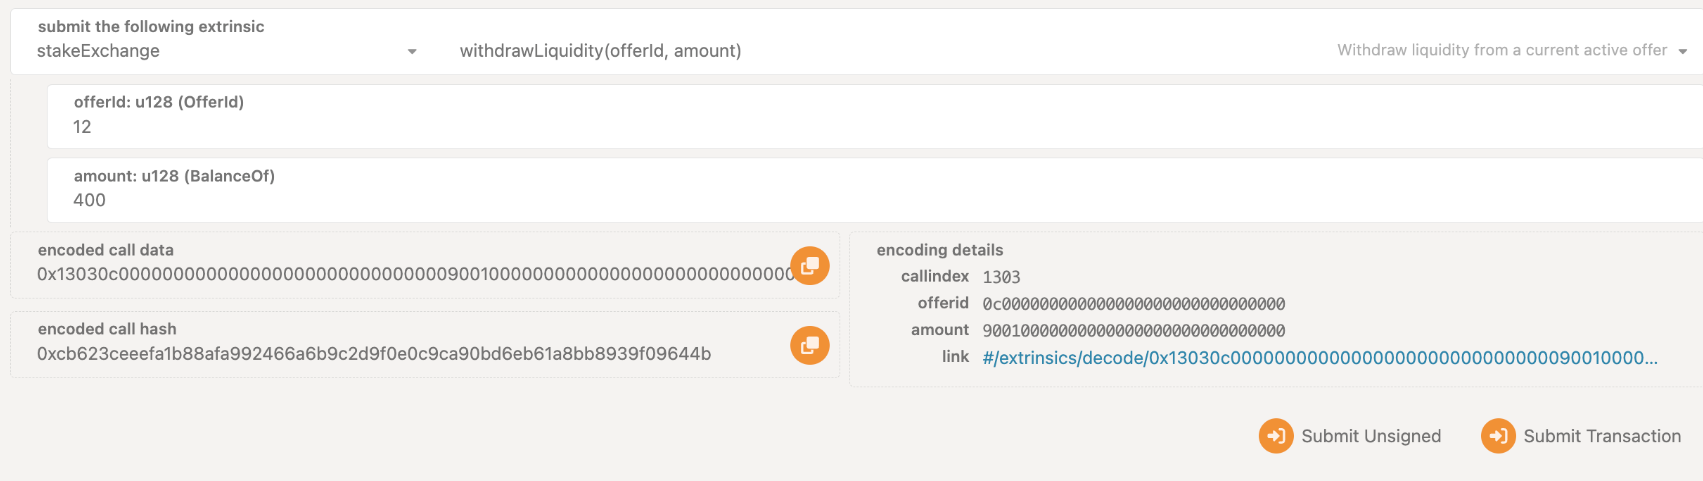 submit the following extrinsic
stakeExchange
withdrawLiquidity(offerId, amount)
Withdraw liquidity from a current active offer
offerId: u128 (OfferId)
12
amount: u128 (BalanceOf)
400
encoded call data
0x13030c00000000000000000000000000000090010000000000000000000000000000
encoded call hash
0xcb623ceeefa1b88afa992466a6b9c2d9f0e0c9ca90bd6eb61a8bb8939f09644b
encoding details
callindex 1303
offerid 0c000000000000000000000000000000
amount 90010000000000000000000000000000
link #/extrinsics/decode/0x13030c00000000000000000000000000000090010000...
Submit Unsigned
Submit Transaction